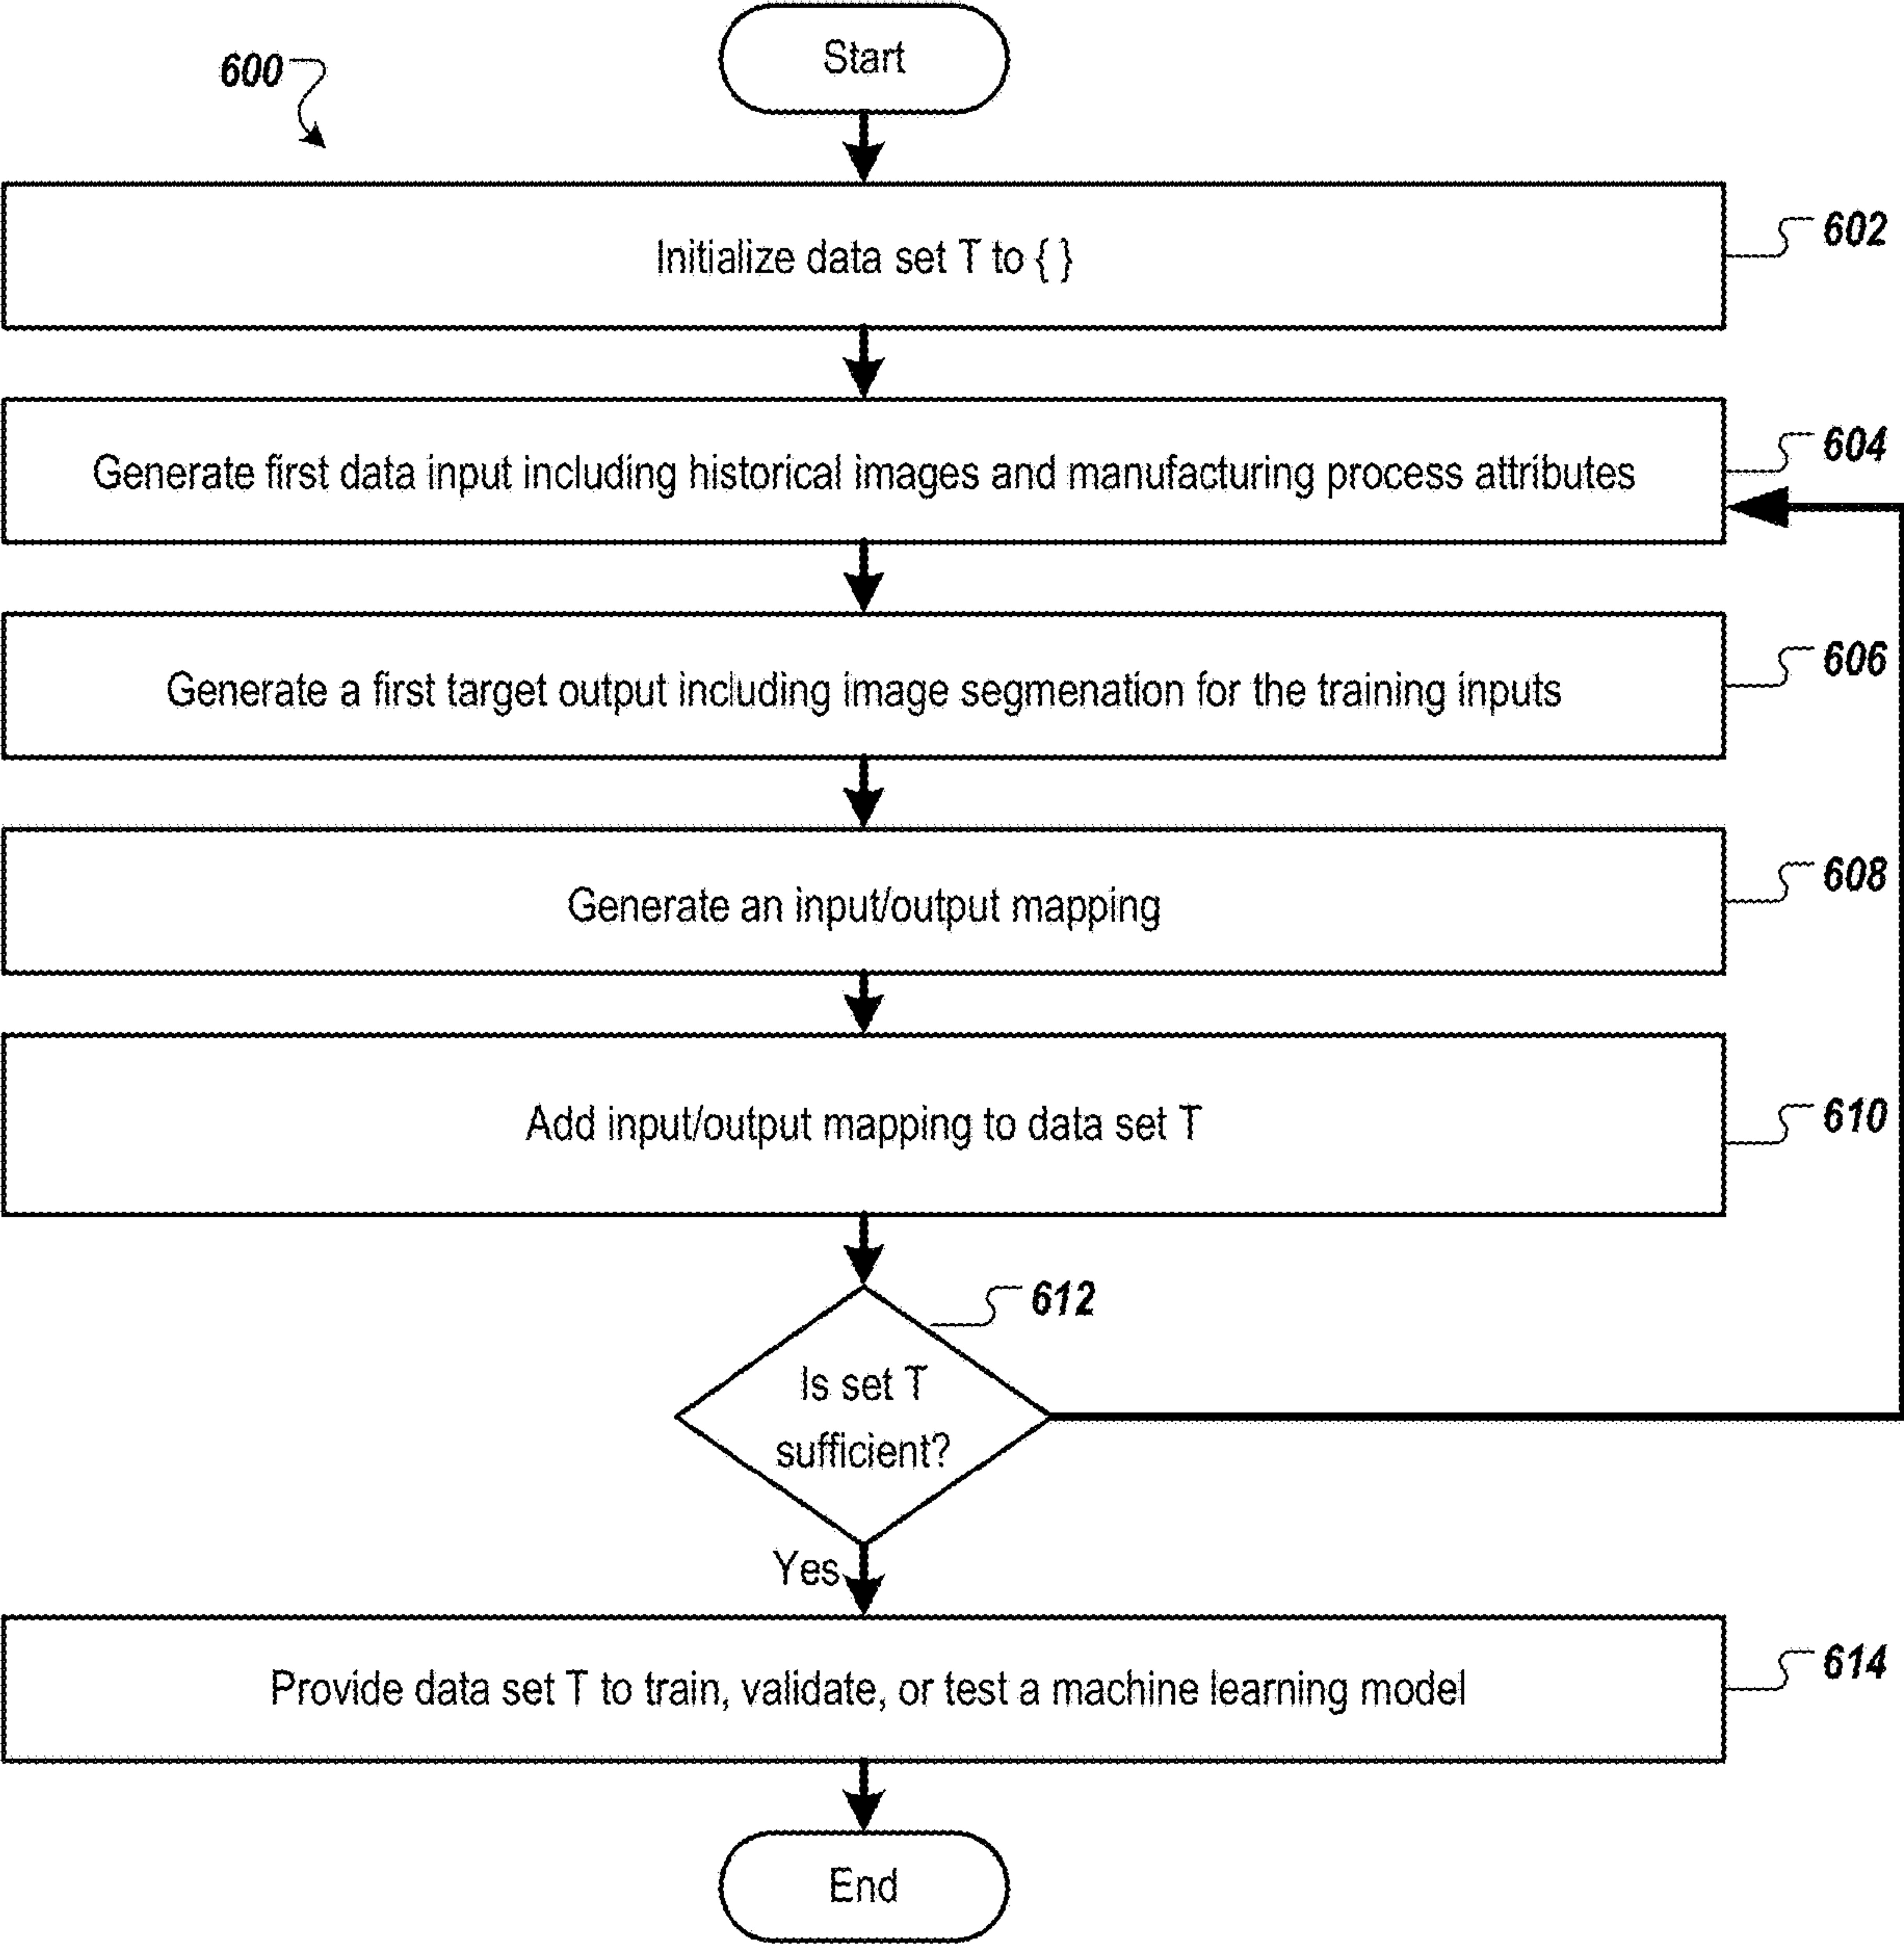 Start
600
Initialize data set T to { }
602
Generate first data input including historical images and manufacturing process attributes
604
Generate a first target output including image segmenation for the training inputs
606
Generate an input/output mapping
608
Add input/output mapping to data set T
610
612
Is set T
sufficient?
Yes
Provide data set T to train, validate, or test a machine learning model
614
End